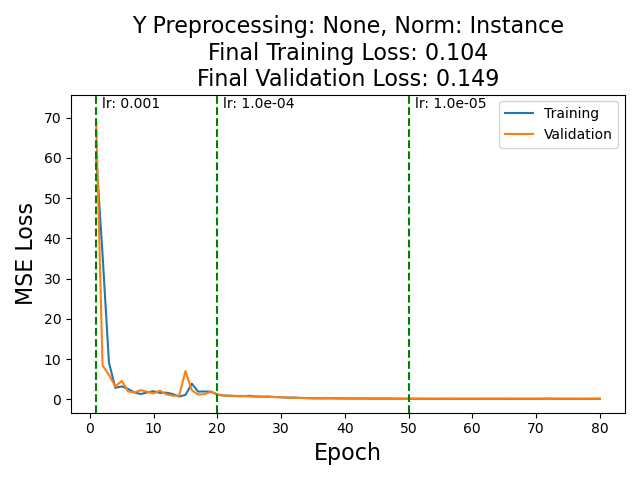 Y Preprocessing: None, Norm: Instance
Final Training Loss: 0.104
Final Validation Loss: 0.149
lr: 0.001
lr: 1.0e-04
lr: 1.0e-05
Training
Validation
MSE Loss
70
60
50
40
30
20
10
0
0 10 20 30 40 50 60 70 80
Epoch